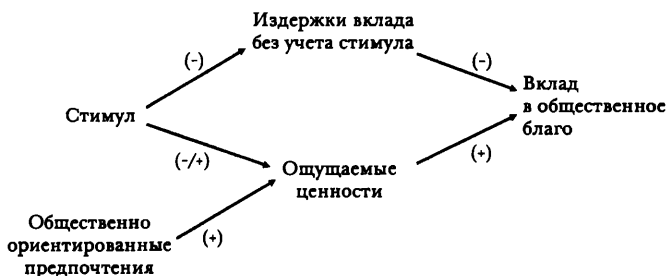 Издержки вклада
без учета стимула
(-)
(-)
Стимул
Вклад
в общественное
благо
(-/+)
(+)
Ощущаемые
ценности
Общественно
ориентированные
предпочтения
(+)